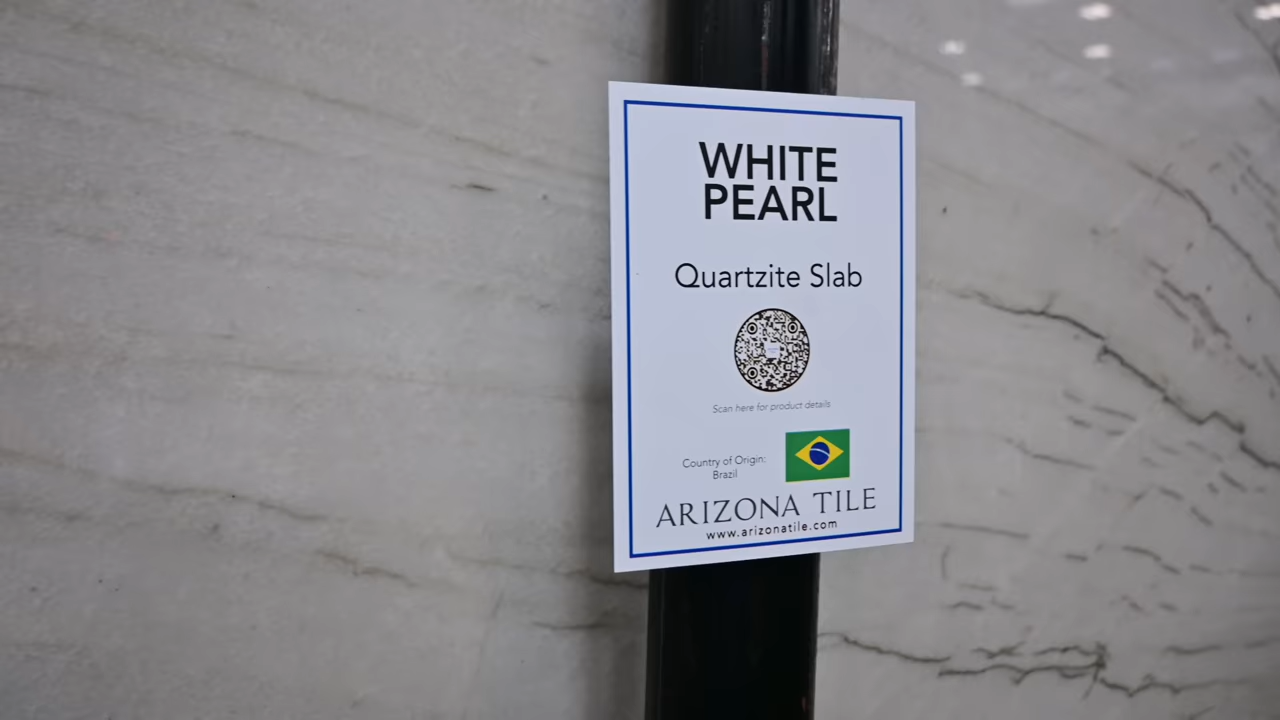 WHITE
PEARL
Quartzite Slab
Scan here for product details
Country of Origin:
Brazil
ARIZONA TILE
www.arizonatile.com